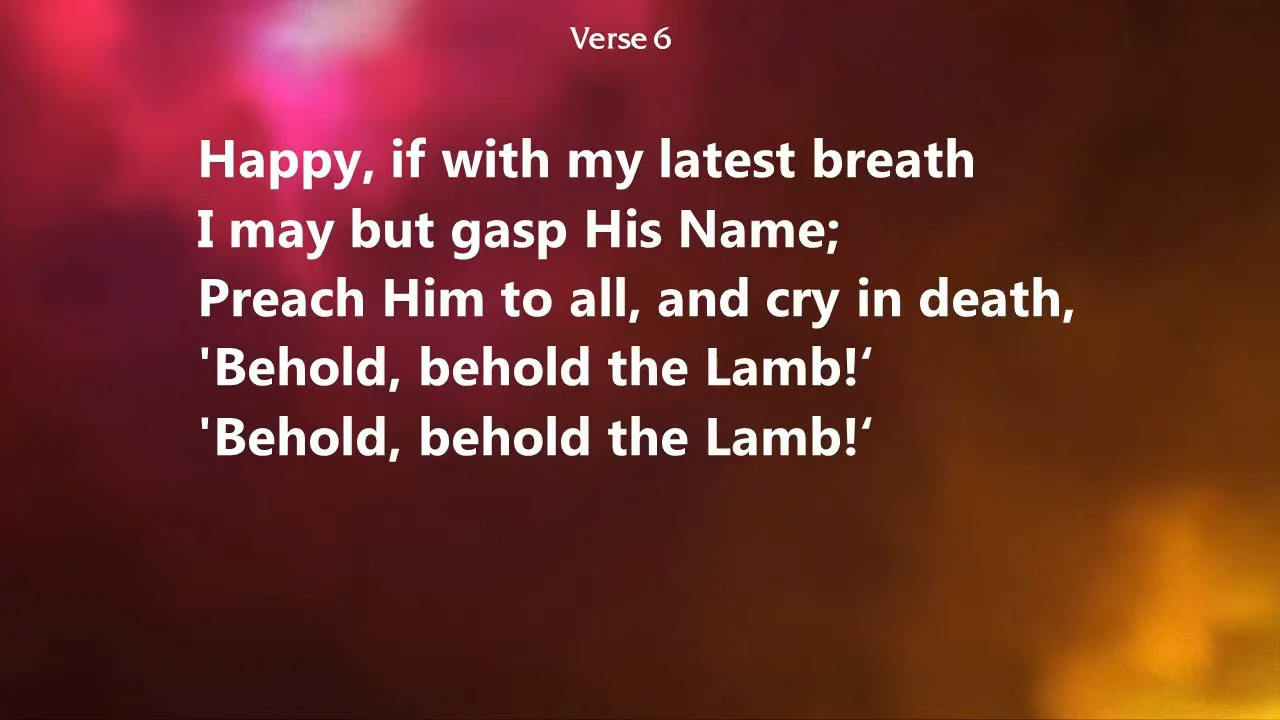 Verse 6
Happy, if with my latest breath
I may but gasp His Name;
Preach Him to all, and cry in death,
'Behold, behold the Lamb!‘
'Behold, behold the Lamb!‘